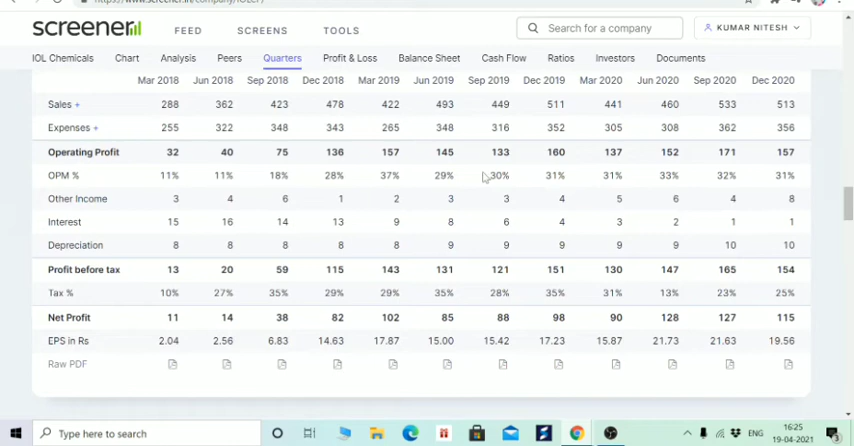 https://www.screener.in/company/IOLCP/
screener
FEED SCREENS TOOLS
Search for a company
KUMAR NITESH
IOL Chemicals Chart Analysis Peers Quarters Profit & Loss Balance Sheet Cash Flow Ratios Investors Documents
Mar 2018 Jun 2018 Sep 2018 Dec 2018 Mar 2019 Jun 2019 Sep 2019 Dec 2019 Mar 2020 Jun 2020 Sep 2020 Dec 2020
Sales + 288 362 423 478 422 493 449 511 441 460 533 513
Expenses + 255 322 348 343 265 348 316 352 305 308 362 356
Operating Profit 32 40 75 136 157 145 133 160 137 152 171 157
OPM % 11% 11% 18% 28% 37% 29% 30% 31% 31% 33% 32% 31%
Other Income 3 4 6 1 2 3 3 4 5 6 4 8
Interest 15 16 14 13 9 8 6 4 3 2 1 1
Depreciation 8 8 8 8 8 9 9 9 9 9 10 10
Profit before tax 13 20 59 115 143 131 121 151 130 147 165 154
Tax % 10% 27% 35% 29% 29% 35% 28% 35% 31% 13% 23% 25%
Net Profit 11 14 38 82 102 85 88 98 90 128 127 115
EPS in Rs 2.04 2.56 6.83 14.63 17.87 15.00 15.42 17.23 15.87 21.73 21.63 19.56
Raw PDF
Type here to search
ENG
16:25
19-04-2021
3